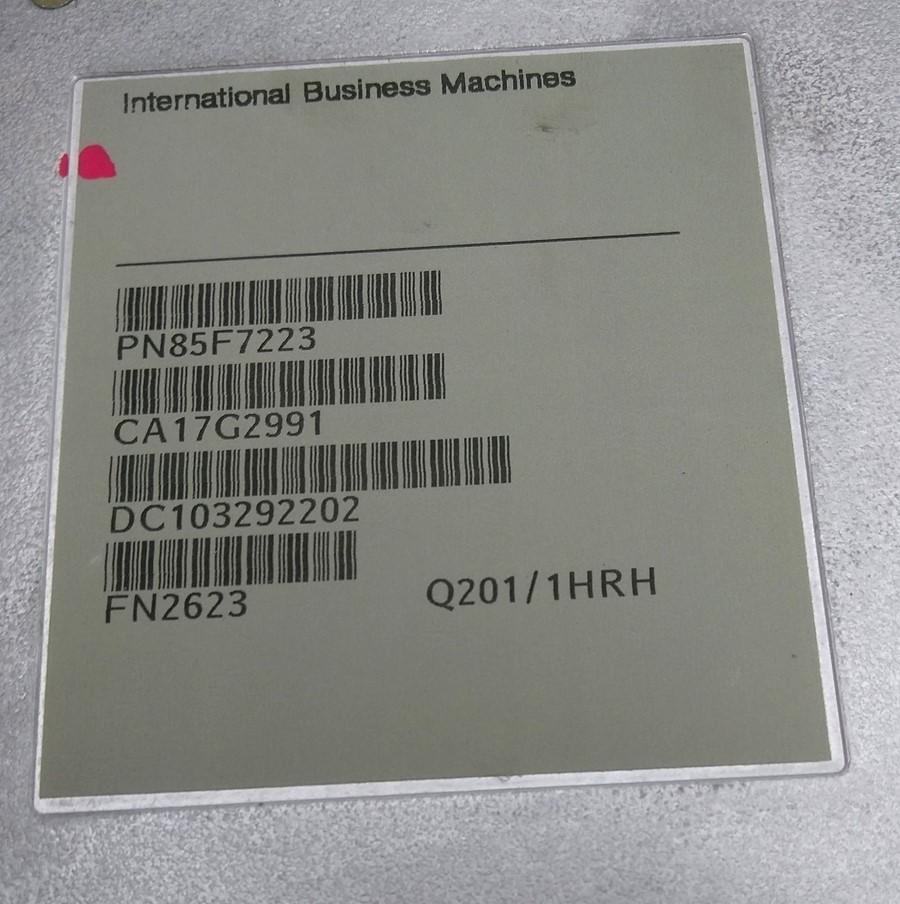 International Business Machines
PN85F7223
CA17G2991
DC103292202
FN2623
Q201/1HRH